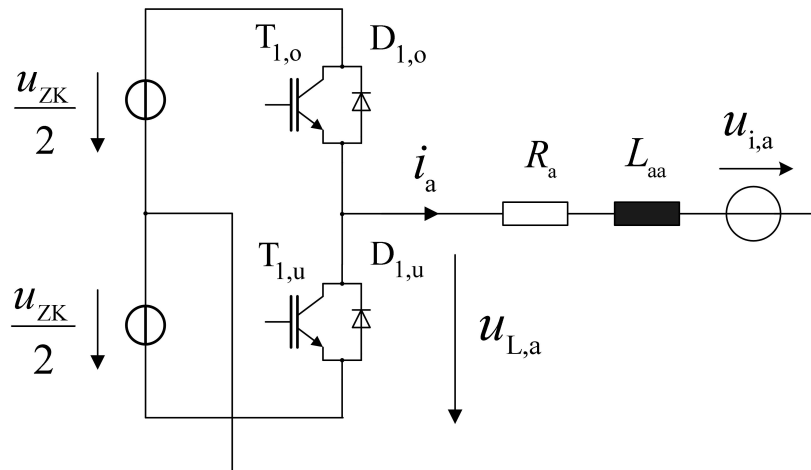 T1,o D1,o
uZK
2
ia Ra Laa ui,a
T1,u D1,u
uZK
2
uL,a